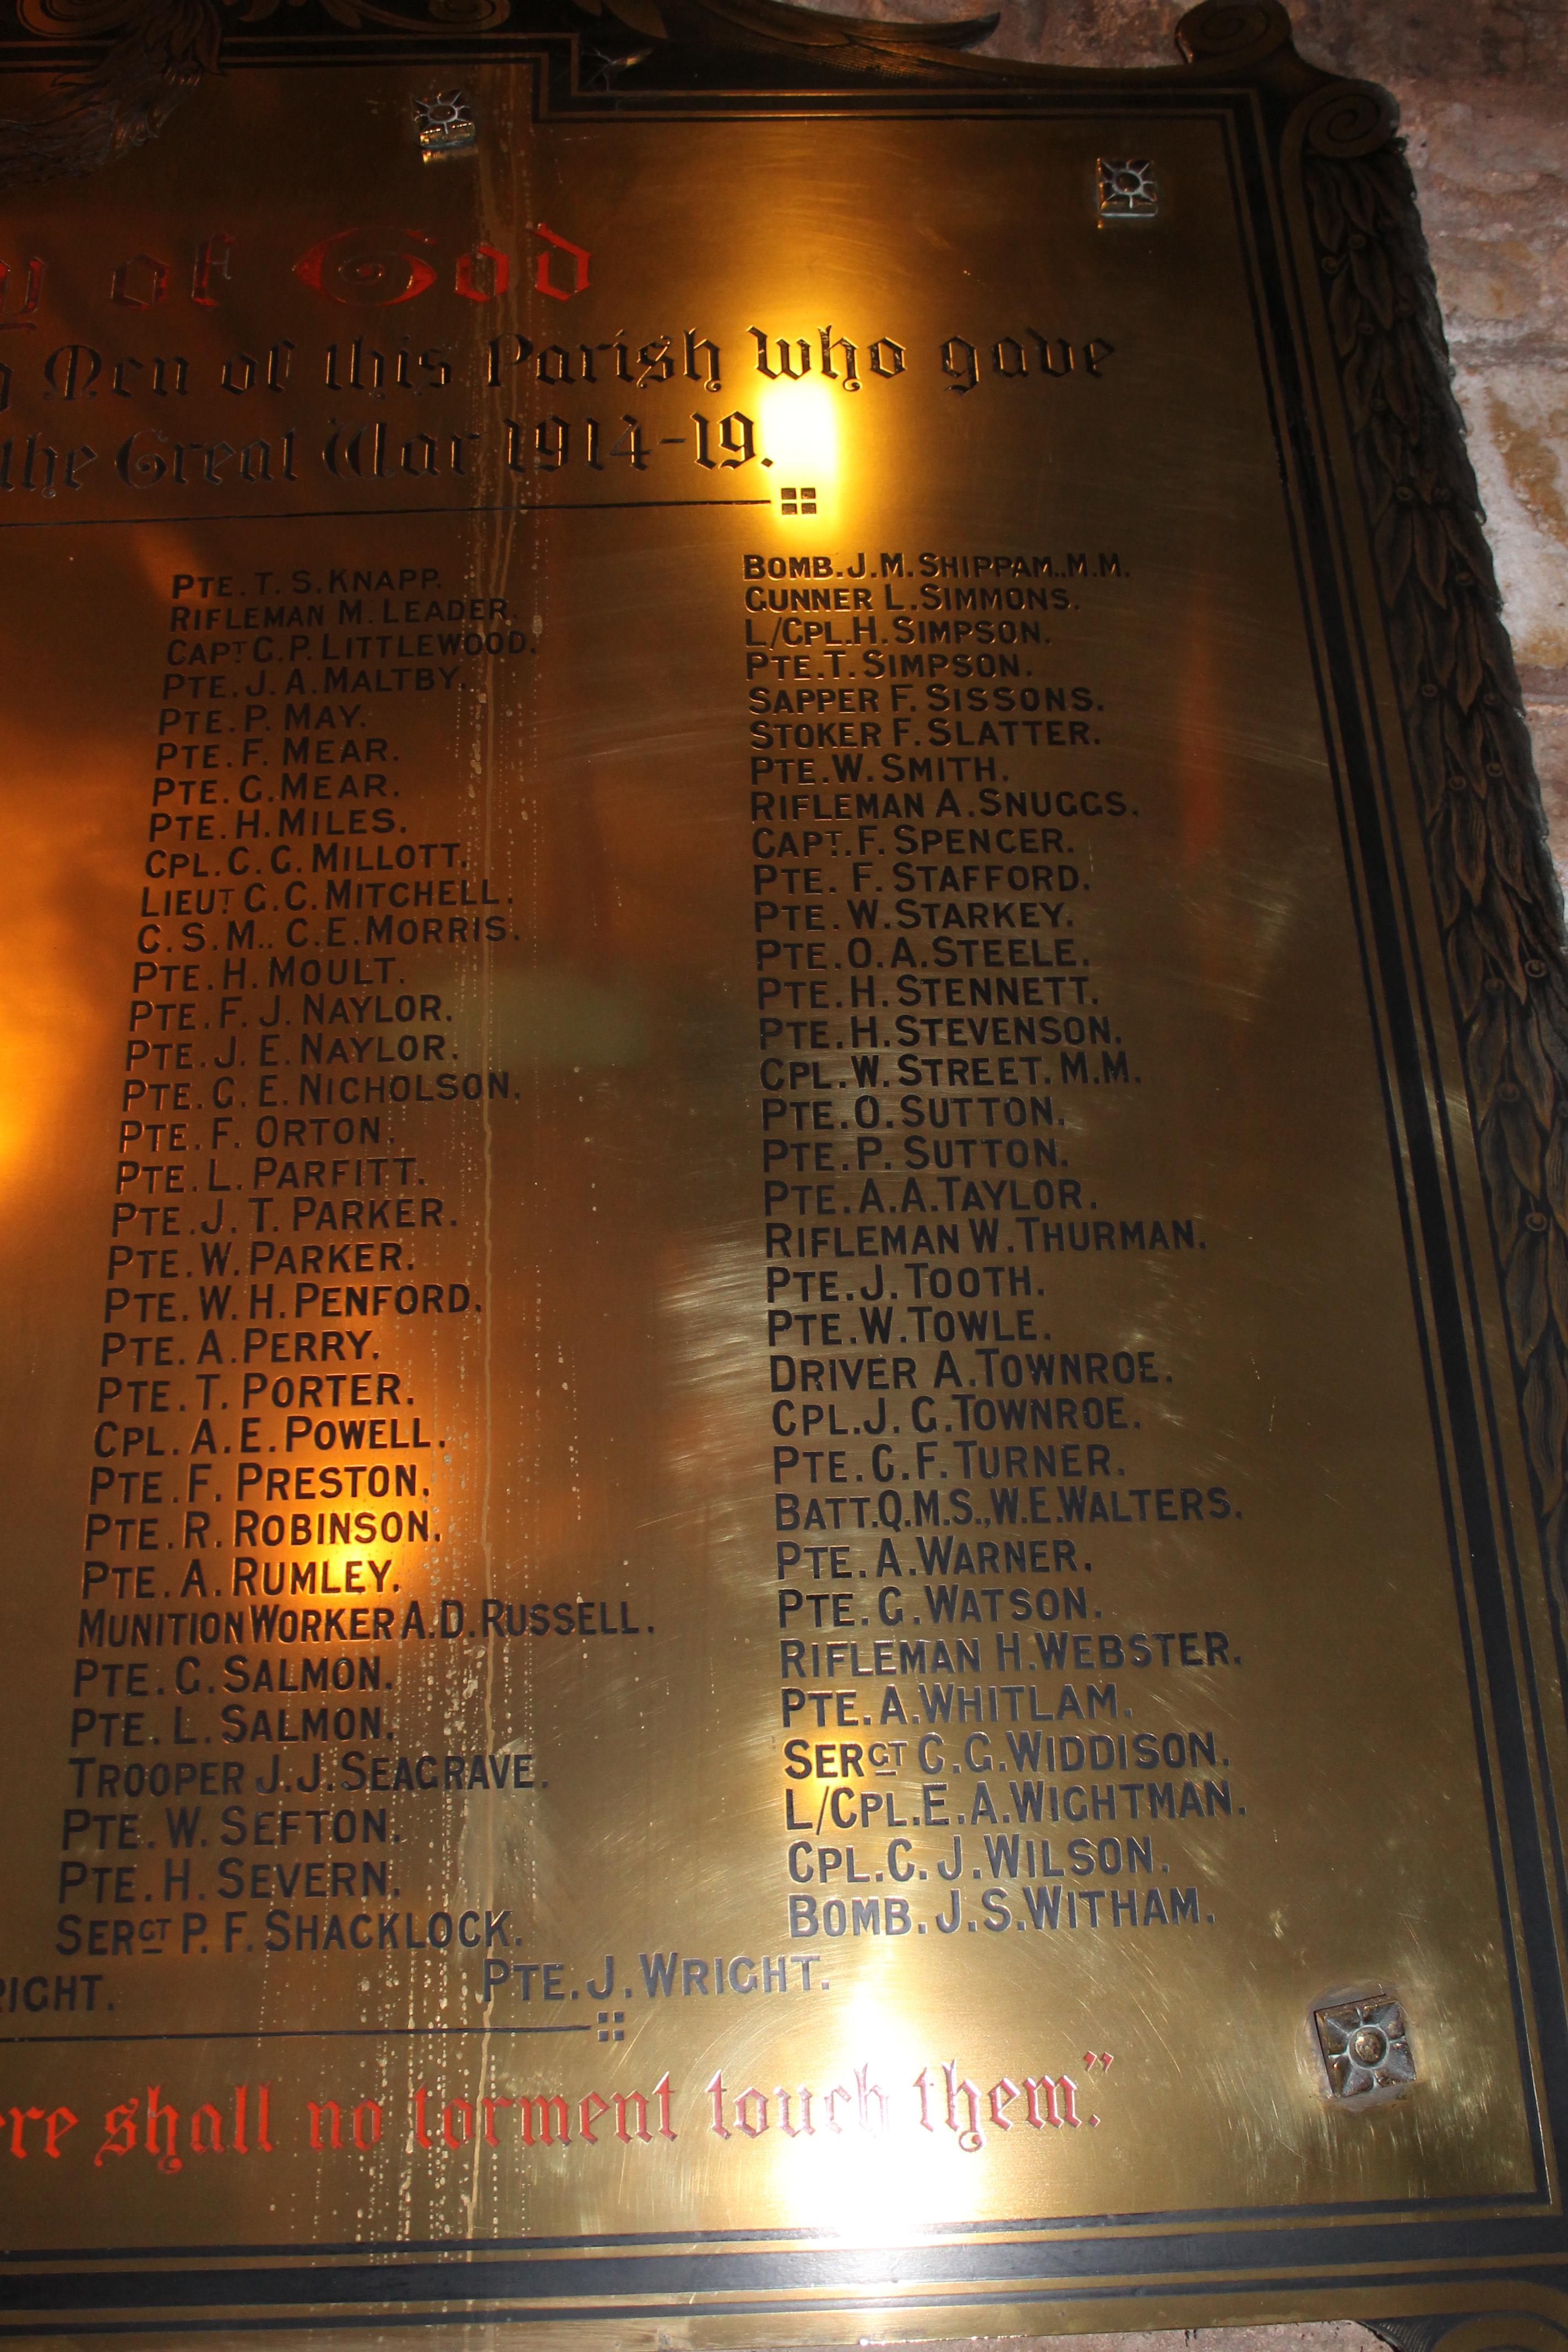 of God
Men of this Parish who gave
the Great War 1914-19.
PTE. T. S. KNAPP.
RIFLEMAN M. LEADER.
CAPT. G. P. LITTLEWOOD.
PTE. J. A. MALTBY.
PTE. P. MAY.
PTE. F. MEAR.
PTE. G. MEAR.
PTE. H. MILES.
CPL. C. G. MILLOTT.
LIEUT. G. C. MITCHELL.
C.S.M.. C. E. MORRIS.
PTE. H. MOULT.
PTE. F. J. NAYLOR.
PTE. J. E. NAYLOR.
PTE. G. E. NICHOLSON.
PTE. F. ORTON.
PTE. L. PARFITT.
PTE. J. T. PARKER.
PTE. W. PARKER.
PTE. W. H. PENFORD.
PTE. A. PERRY.
PTE. T. PORTER.
CPL. A. E. POWELL.
PTE. F. PRESTON.
PTE. R. ROBINSON.
PTE. A. RUMLEY.
MUNITION WORKER A. D. RUSSELL.
PTE. G. SALMON.
PTE. L. SALMON.
TROOPER J. J. SEAGRAVE.
PTE. W. SEFTON.
PTE. H. SEVERN.
SERGT P. F. SHACKLOCK.
BOMB. J. M. SHIPPAM.. M.M.
GUNNER L. SIMMONS.
L/CPL. H. SIMPSON.
PTE. T. SIMPSON.
SAPPER F. SISSONS.
STOKER F. SLATTER.
PTE. W. SMITH.
RIFLEMAN A. SNUGGS.
CAPT. F. SPENCER.
PTE. F. STAFFORD.
PTE. W. STARKEY.
PTE. O. A. STEELE.
PTE. H. STENNETT.
PTE. H. STEVENSON.
CPL. W. STREET. M.M.
PTE. O. SUTTON.
PTE. P. SUTTON.
PTE. A. A. TAYLOR.
RIFLEMAN W. THURMAN.
PTE. J. TOOTH.
PTE. W. TOWLE.
DRIVER A. TOWNROE.
CPL. J. G. TOWNROE.
PTE. G. F. TURNER.
BATT. Q.M.S., W. E. WALTERS.
PTE. A. WARNER.
PTE. G. WATSON.
RIFLEMAN H. WEBSTER.
PTE. A. WHITLAM.
SERGT C. G. WIDDISON.
L/CPL. E. A. WIGHTMAN.
CPL. C. J. WILSON.
BOMB. J. S. WITHAM.
RIGHT. PTE. J. WRIGHT.
ere shall no torment touch them."